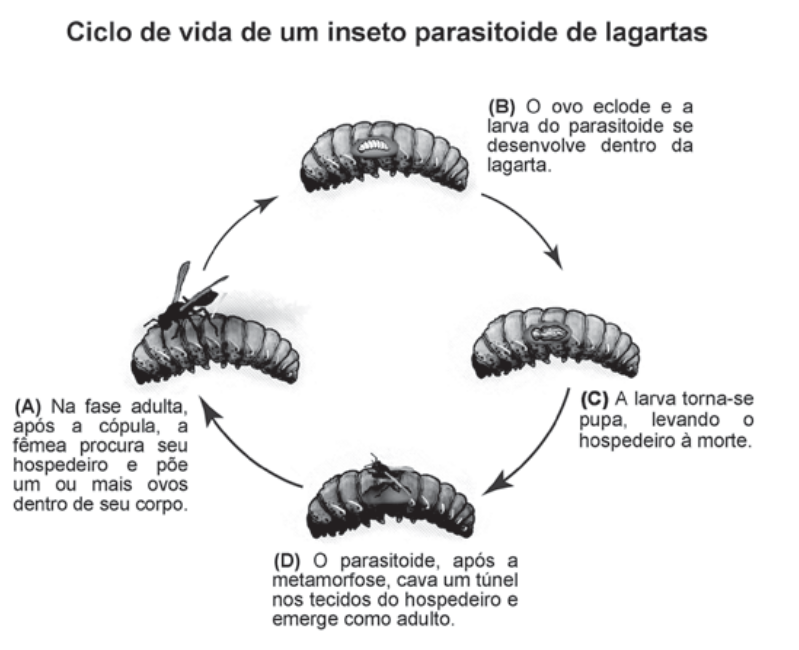 Ciclo de vida de um inseto parasitoide de lagartas
(B) O ovo eclode e a
larva do parasitoide se
desenvolve dentro da
lagarta.
(A) Na fase adulta,
após a cópula, a
fêmea procura seu
hospedeiro e põe
um ou mais ovos
dentro de seu corpo.
(C) A larva torna-se
pupa, levando o
hospedeiro à morte.
(D) O parasitoide, após a
metamorfose, cava um túnel
nos tecidos do hospedeiro e
emerge como adulto.